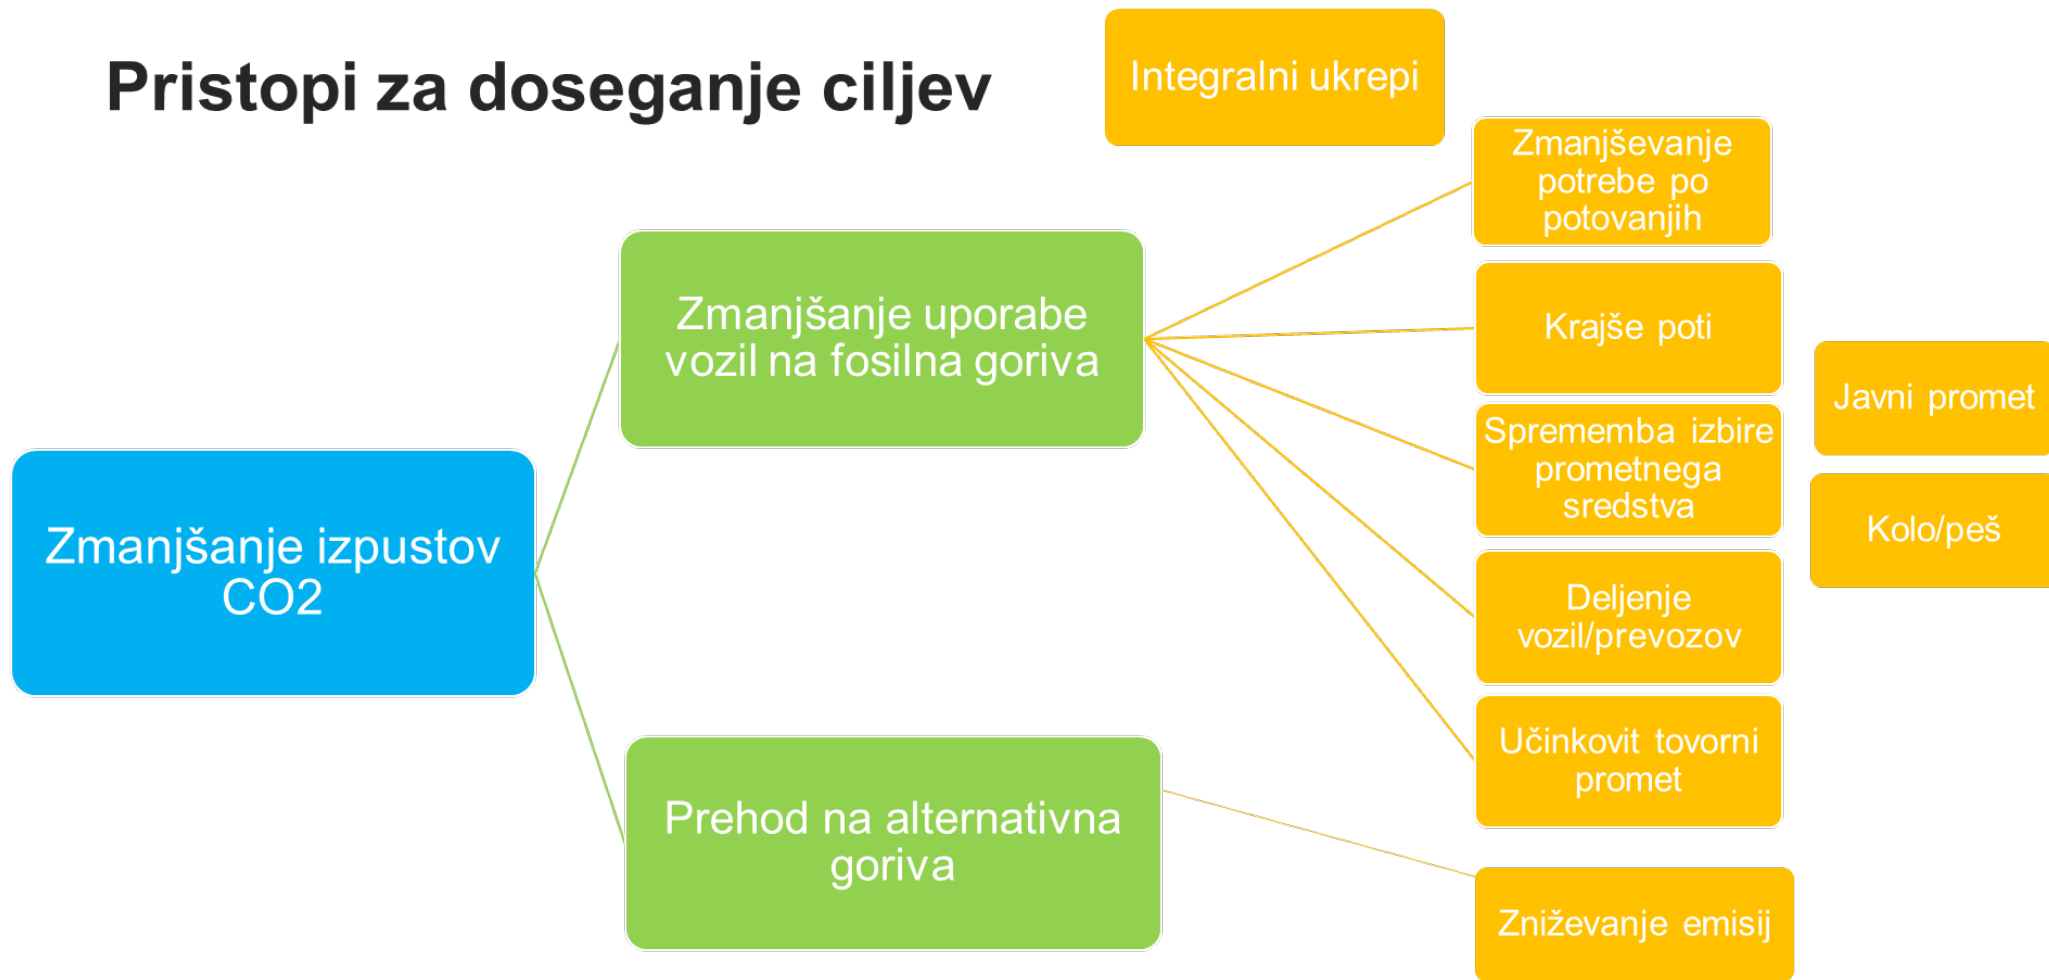 Pristopi za doseganje ciljev
Integralni ukrepi
Zmanjšanje izpustov
CO2
Zmanjšanje uporabe
vozil na fosilna goriva
Prehod na alternativna
goriva
Zmanjševanje
potrebe po
potovanjih
Krajše poti
Sprememba izbire
prometnega
sredstva
Javni promet
Kolo/peš
Deljenje
vozil/prevozov
Učinkovit tovorni
promet
Zniževanje emisij